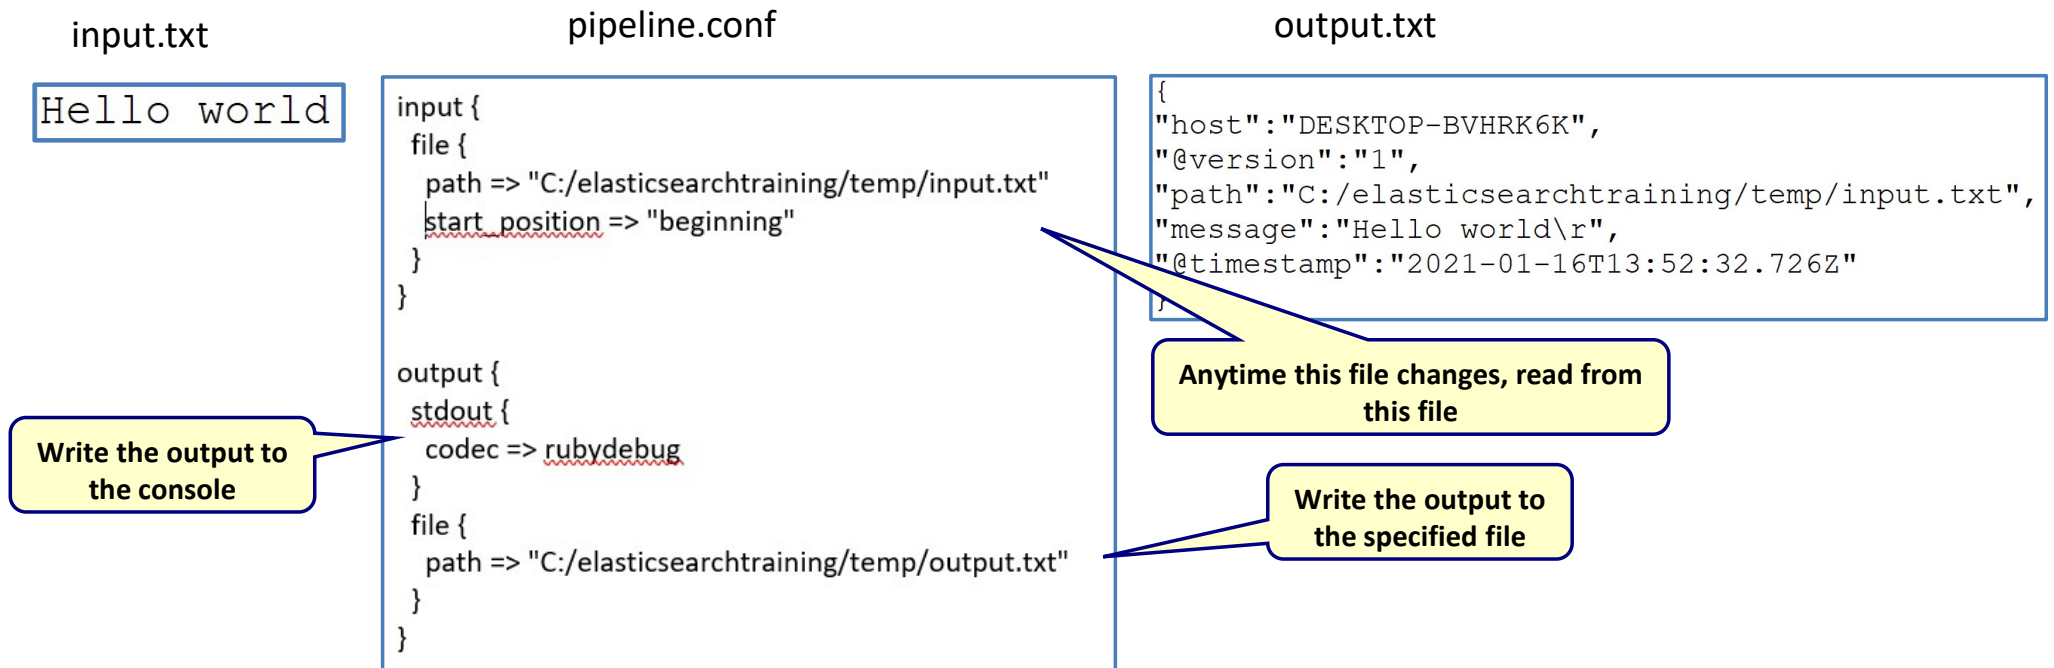 input.txt
Hello world
pipeline.conf
input {
file {
path => "C:/elasticsearchtraining/temp/input.txt"
start_position => "beginning"
}
}
output {
stdout {
codec => rubydebug
}
file {
path => "C:/elasticsearchtraining/temp/output.txt"
}
}
output.txt
{
"host":"DESKTOP-BVHRK6K",
"@version":"1",
"path":"C:/elasticsearchtraining/temp/input.txt",
"message":"Hello world\r",
"@timestamp":"2021-01-16T13:52:32.726Z"
}
Anytime this file changes, read from
this file
Write the output to
the console
Write the output to
the specified file